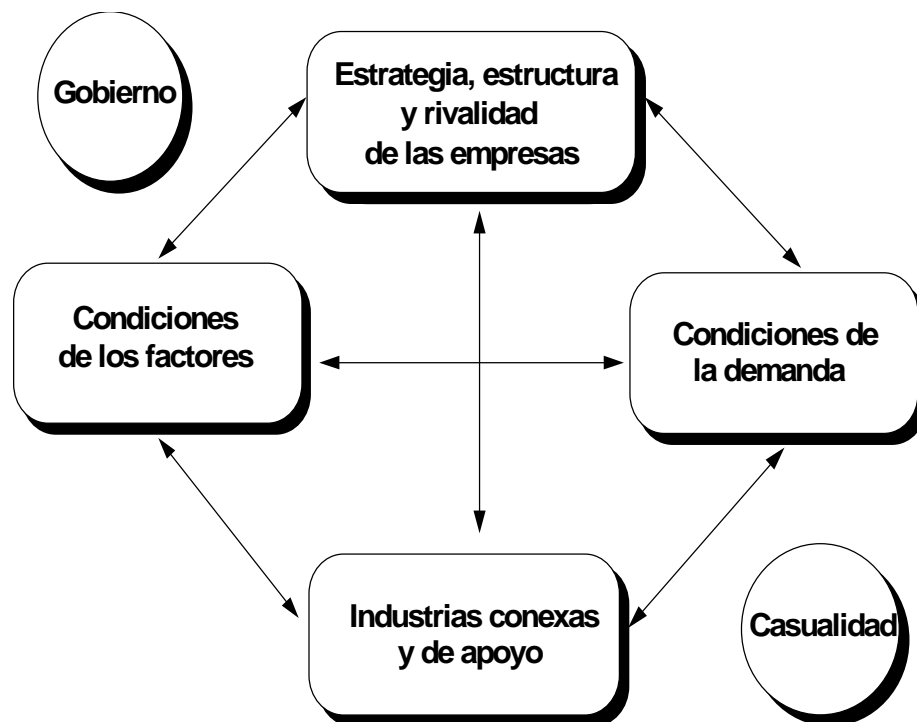 Gobierno
Estrategia, estructura
y rivalidad
de las empresas
Condiciones
de los factores
Condiciones de
la demanda
Industrias conexas
y de apoyo
Casualidad